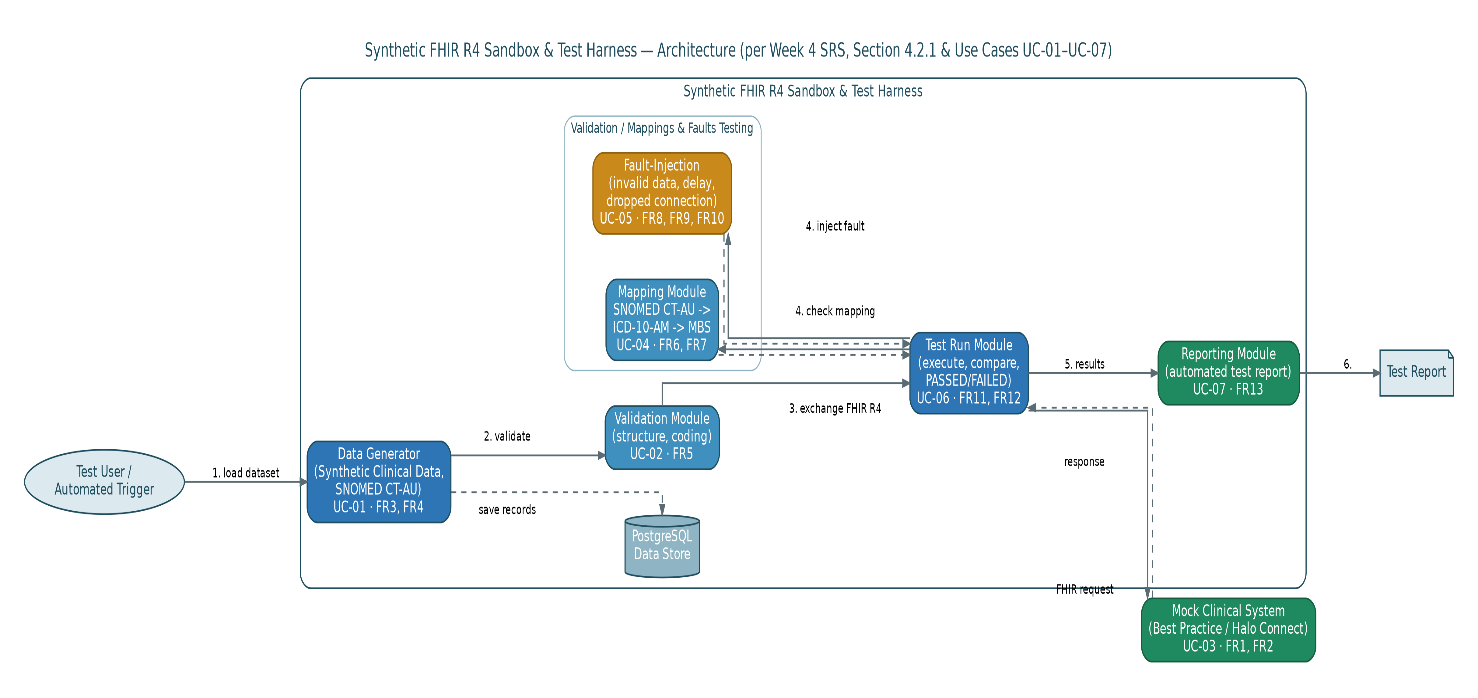 Synthetic FHIR R4 Sandbox & Test Harness — Architecture (per Week 4 SRS, Section 4.2.1 & Use Cases UC-01–UC-07)
Synthetic FHIR R4 Sandbox & Test Harness
Validation / Mappings & Faults Testing
Fault-Injection
(invalid data, delay,
dropped connection)
UC-05 · FR8, FR9, FR10
4. inject fault
Mapping Module
SNOMED CT-AU ->
ICD-10-AM -> MBS
UC-04 · FR6, FR7
4. check mapping
Test Run Module
(execute, compare,
PASSED/FAILED)
UC-06 · FR11, FR12
5. results
Reporting Module
(automated test report)
UC-07 · FR13
6.
Test Report
3. exchange FHIR R4
Validation Module
(structure, coding)
UC-02 · FR5
2. validate
Data Generator
(Synthetic Clinical Data,
SNOMED CT-AU)
UC-01 · FR3, FR4
1. load dataset
Test User /
Automated Trigger
save records
PostgreSQL
Data Store
response
FHIR request
Mock Clinical System
(Best Practice / Halo Connect)
UC-03 · FR1, FR2